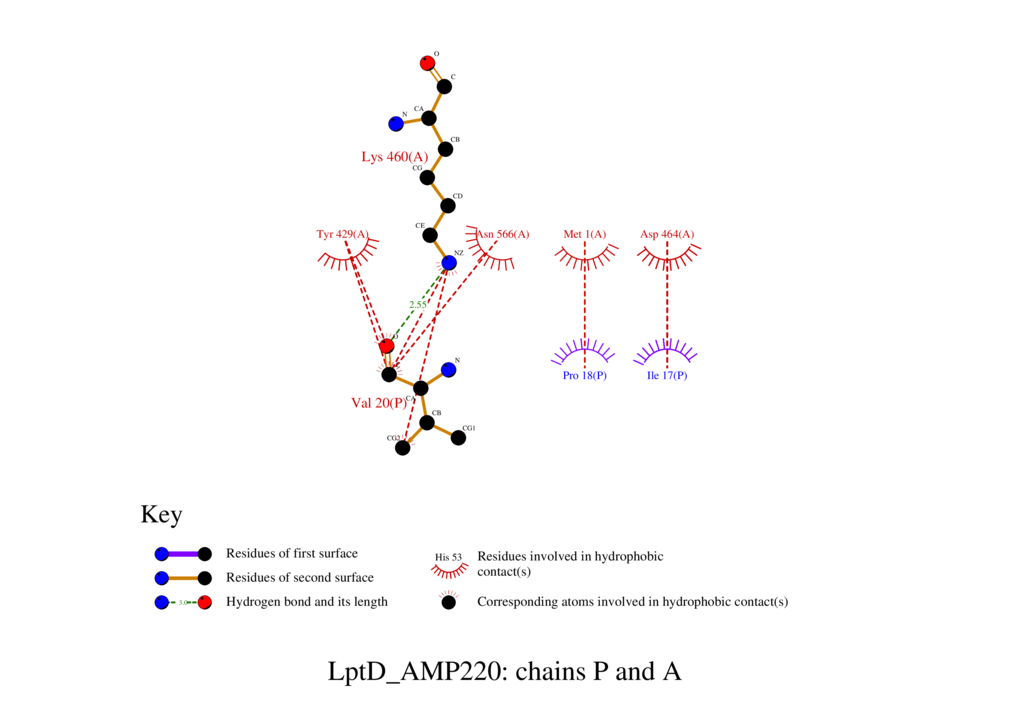 O
C
CA
N
CB
Lys 460(A)
CG
CD
CE
Tyr 429(A)
Asn 566(A)
Met 1(A)
Asp 464(A)
NZ
2.55
O
N
Pro 18(P)
Ile 17(P)
Val 20(P)
CA
CB
CG1
CG2
Key
Residues of first surface
His 53
Residues involved in hydrophobic
contact(s)
Residues of second surface
3.0
Hydrogen bond and its length
Corresponding atoms involved in hydrophobic contact(s)
LptD_AMP220: chains P and A